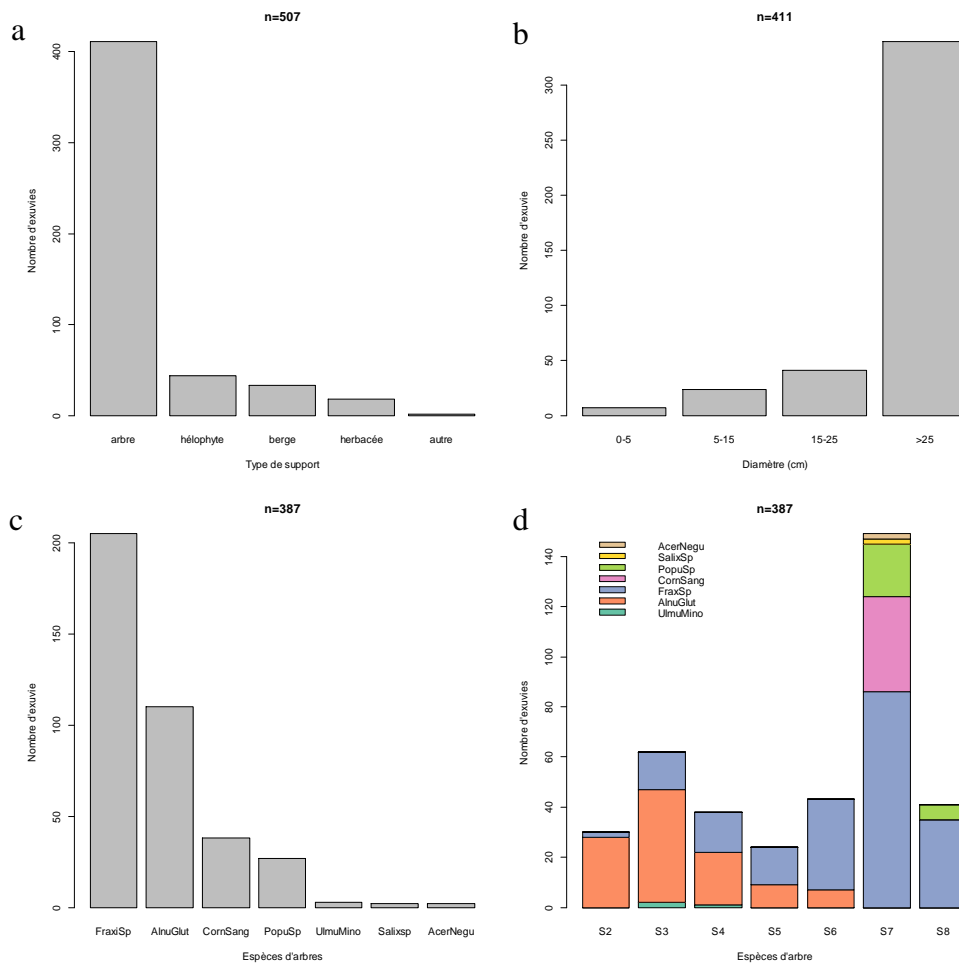 a
n=507
Nombre d'exuvies
0
100
200
300
400
arbre
hélophyte
berge
herbacée
autre
Type de support
b
n=411
Nombre d'exuvie
0
50
100
150
200
250
300
0-5
5-15
15-25
>25
Diamètre (cm)
c
n=387
Nombre d'exuvie
0
50
100
150
200
FraxiSp
AlnuGlut
CornSang
PopuSp
UlmuMino
Salixsp
AcerNegu
Espèces d'arbres
d
n=387
AcerNegu
SalixSp
PopuSp
CornSang
FraxSp
AlnuGlut
UlmuMino
Nombre d'exuvies
0
20
40
60
80
100
120
140
S2
S3
S4
S5
S6
S7
S8
Espèces d'arbre